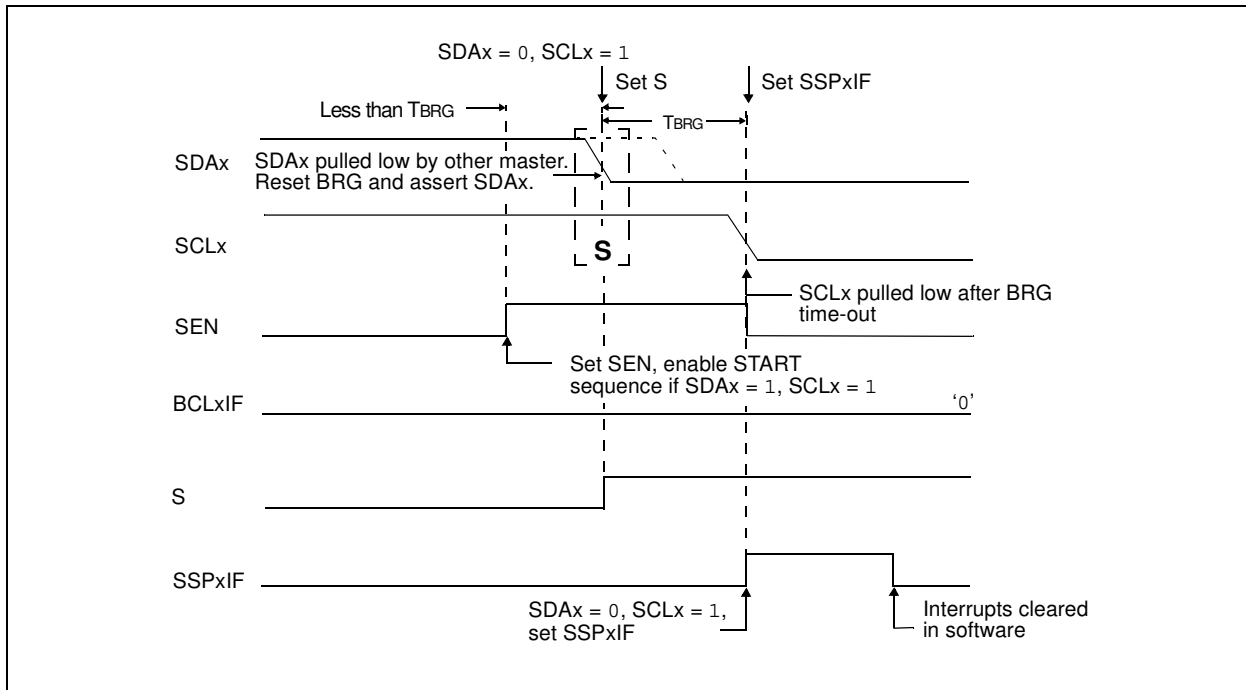 SDAx = 0, SCLx = 1
Set S
Set SSPxIF
Less than TBRG
TBRG
SDAx
SDAx pulled low by other master.
Reset BRG and assert SDAx.
SCLx
S
SCLx pulled low after BRG
time-out
SEN
Set SEN, enable START
sequence if SDAx = 1, SCLx = 1
BCLxIF
‘0’
S
SSPxIF
SDAx = 0, SCLx = 1,
set SSPxIF
Interrupts cleared
in software